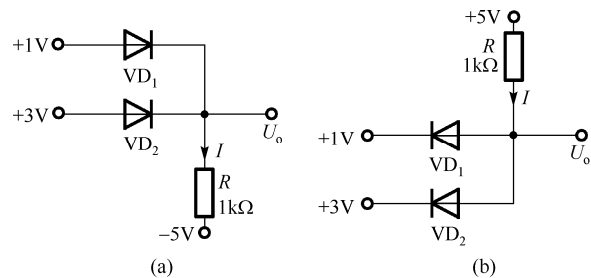 +1V
VD₁
+3V
VD₂
I
Uₒ
R
1kΩ
−5V
(a)
+5V
R
1kΩ
I
+1V
VD₁
Uₒ
+3V
VD₂
(b)